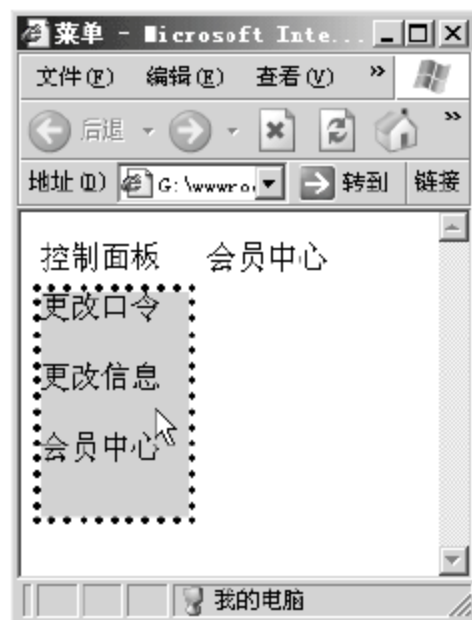 菜单 - Microsoft Inte...
文件(F) 编辑(E) 查看(V) »
后退 »
地址(D) G:\wwwro 转到 链接
控制面板 会员中心
更改口令
更改信息
会员中心
我的电脑